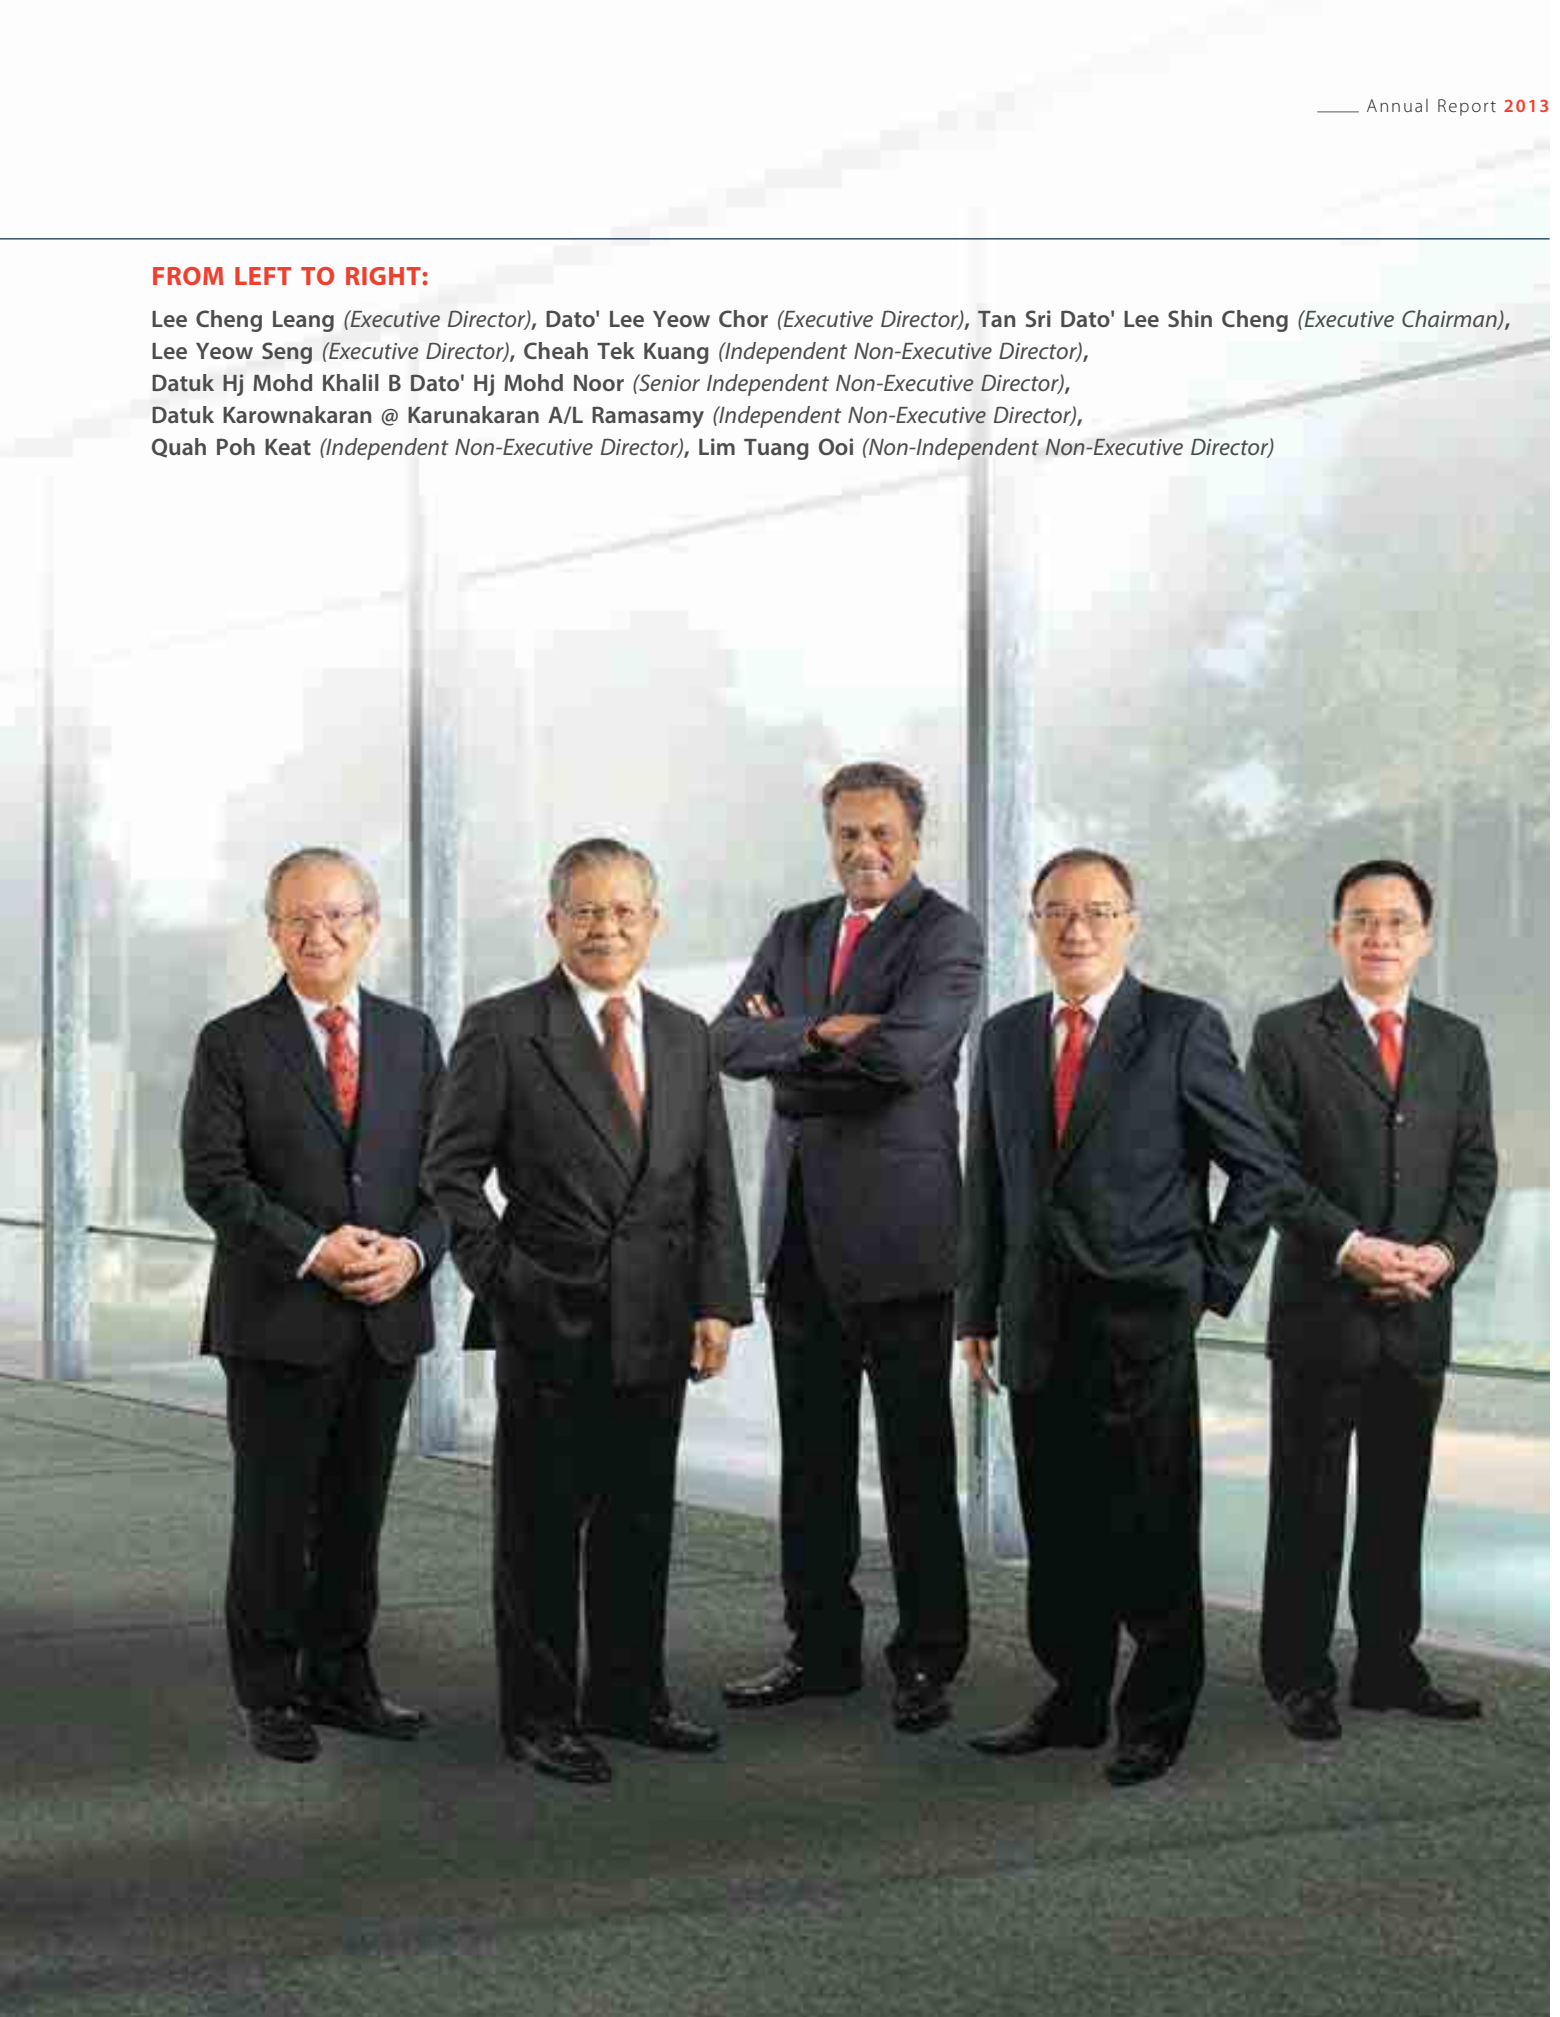 Annual Report 2013
FROM LEFT TO RIGHT:
Lee Cheng Leang (Executive Director), Dato' Lee Yeow Chor (Executive Director), Tan Sri Dato' Lee Shin Cheng (Executive Chairman),
Lee Yeow Seng (Executive Director), Cheah Tek Kuang (Independent Non-Executive Director),
Datuk Hj Mohd Khalil B Dato' Hj Mohd Noor (Senior Independent Non-Executive Director),
Datuk Karownakaran @ Karunakaran A/L Ramasamy (Independent Non-Executive Director),
Quah Poh Keat (Independent Non-Executive Director), Lim Tuang Ooi (Non-Independent Non-Executive Director)